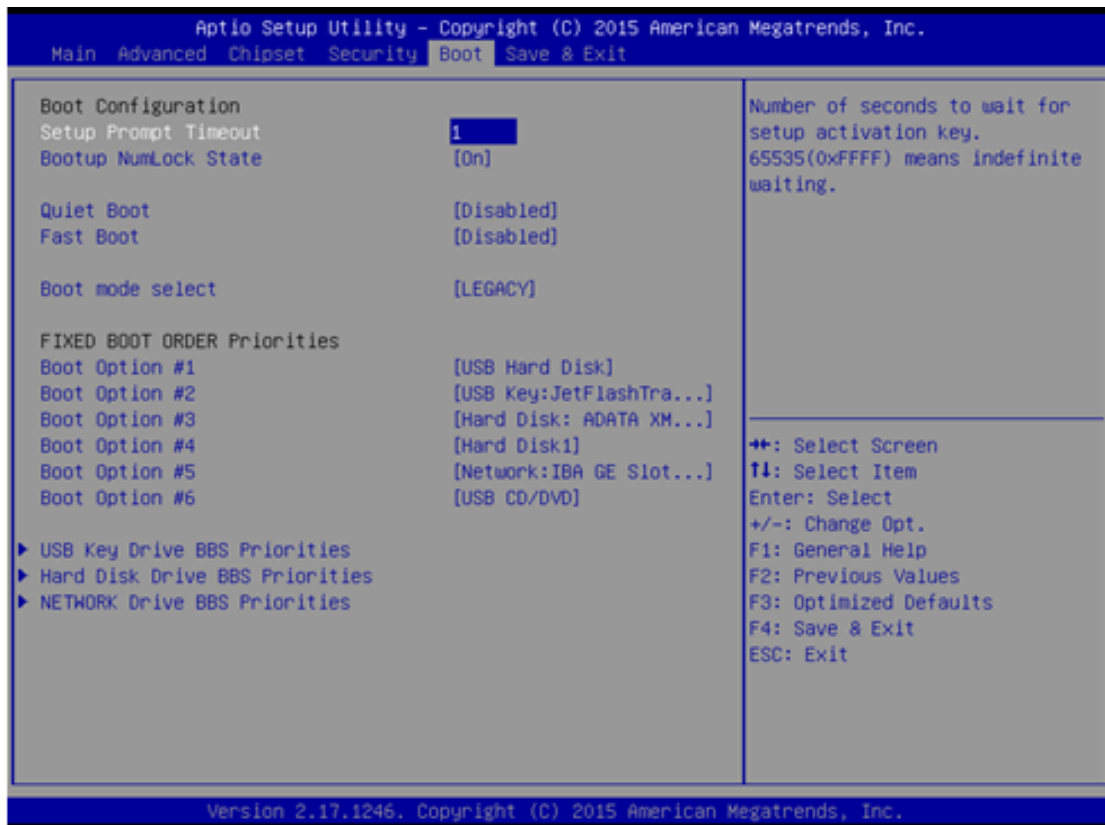 Aptio Setup Utility – Copyright (C) 2015 American Megatrends, Inc.
Main Advanced Chipset Security Boot Save & Exit
Boot Configuration
Setup Prompt Timeout 1
Bootup NumLock State [On]
Quiet Boot [Disabled]
Fast Boot [Disabled]
Boot mode select [LEGACY]
FIXED BOOT ORDER Priorities
Boot Option #1 [USB Hard Disk]
Boot Option #2 [USB Key:JetFlashTra...]
Boot Option #3 [Hard Disk: ADATA XM...]
Boot Option #4 [Hard Disk1]
Boot Option #5 [Network:IBA GE Slot...]
Boot Option #6 [USB CD/DVD]
▶ USB Key Drive BBS Priorities
▶ Hard Disk Drive BBS Priorities
▶ NETWORK Drive BBS Priorities
Number of seconds to wait for
setup activation key.
65535(0xFFFF) means indefinite
waiting.
→←: Select Screen
↑↓: Select Item
Enter: Select
+/-: Change Opt.
F1: General Help
F2: Previous Values
F3: Optimized Defaults
F4: Save & Exit
ESC: Exit
Version 2.17.1246. Copyright (C) 2015 American Megatrends, Inc.